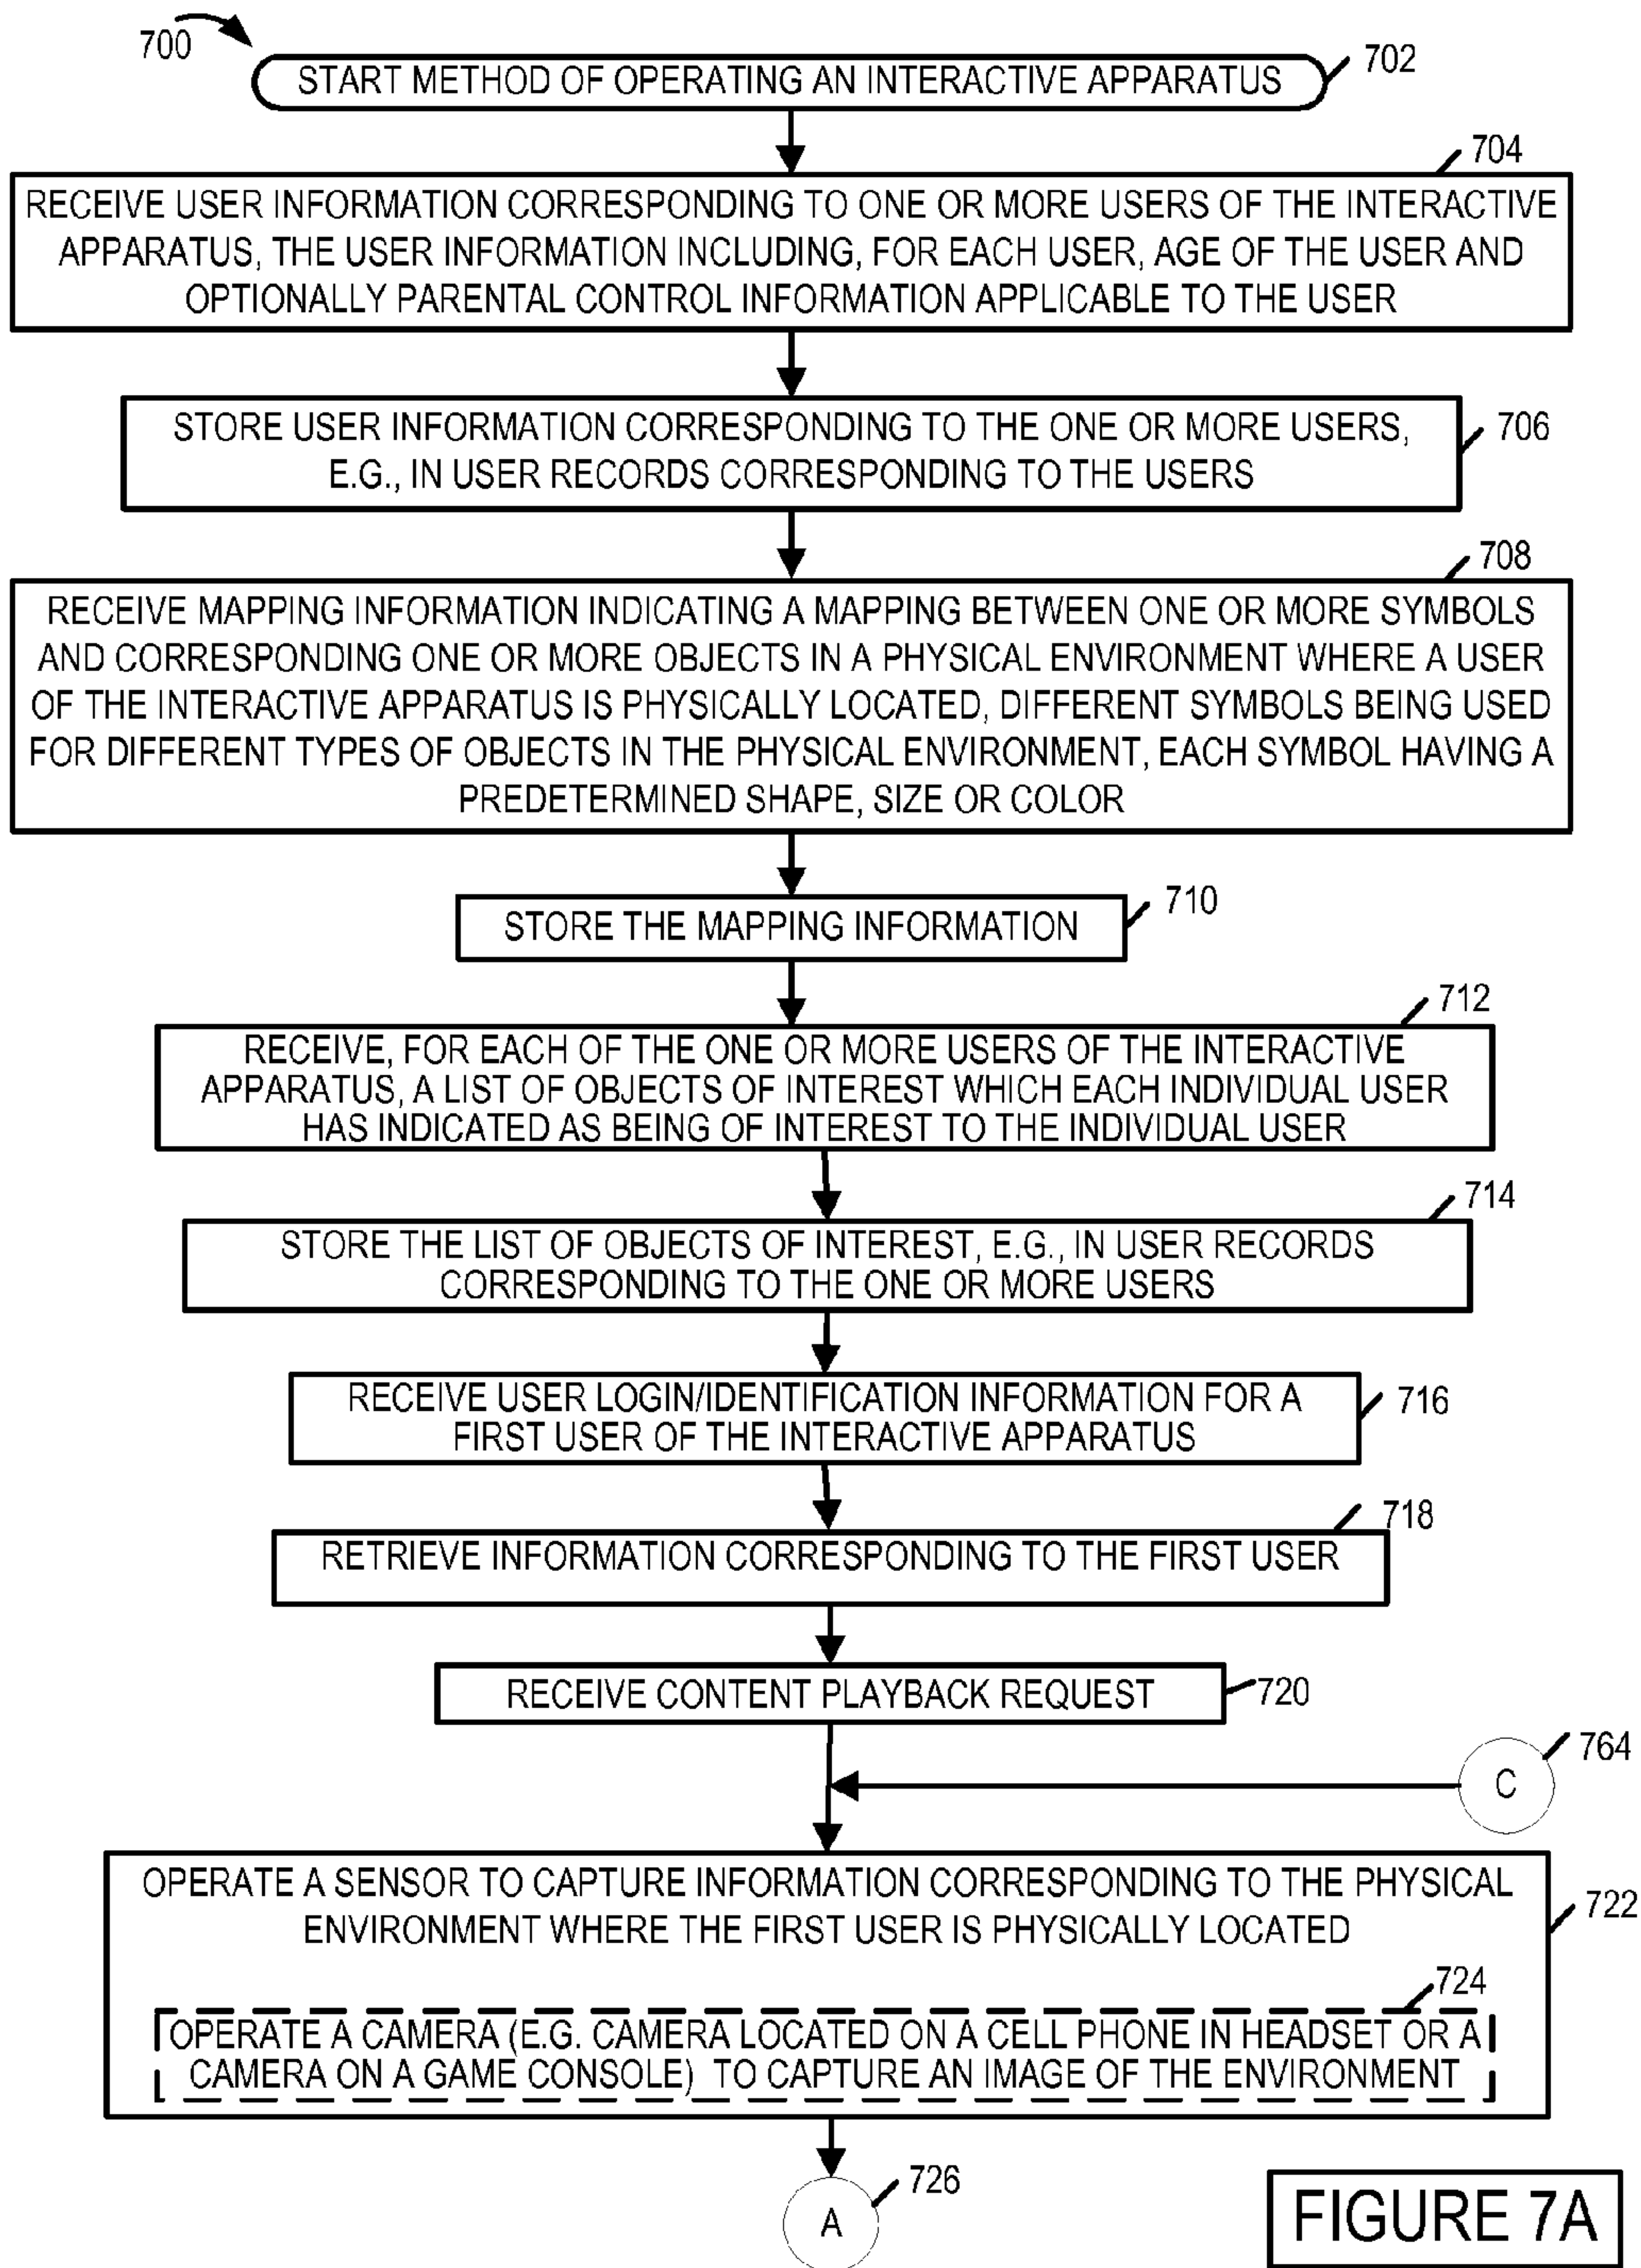 700
START METHOD OF OPERATING AN INTERACTIVE APPARATUS
702
704
RECEIVE USER INFORMATION CORRESPONDING TO ONE OR MORE USERS OF THE INTERACTIVE
APPARATUS, THE USER INFORMATION INCLUDING, FOR EACH USER, AGE OF THE USER AND
OPTIONALLY PARENTAL CONTROL INFORMATION APPLICABLE TO THE USER
STORE USER INFORMATION CORRESPONDING TO THE ONE OR MORE USERS,
E.G., IN USER RECORDS CORRESPONDING TO THE USERS
706
708
RECEIVE MAPPING INFORMATION INDICATING A MAPPING BETWEEN ONE OR MORE SYMBOLS
AND CORRESPONDING ONE OR MORE OBJECTS IN A PHYSICAL ENVIRONMENT WHERE A USER
OF THE INTERACTIVE APPARATUS IS PHYSICALLY LOCATED, DIFFERENT SYMBOLS BEING USED
FOR DIFFERENT TYPES OF OBJECTS IN THE PHYSICAL ENVIRONMENT, EACH SYMBOL HAVING A
PREDETERMINED SHAPE, SIZE OR COLOR
710
STORE THE MAPPING INFORMATION
712
RECEIVE, FOR EACH OF THE ONE OR MORE USERS OF THE INTERACTIVE
APPARATUS, A LIST OF OBJECTS OF INTEREST WHICH EACH INDIVIDUAL USER
HAS INDICATED AS BEING OF INTEREST TO THE INDIVIDUAL USER
714
STORE THE LIST OF OBJECTS OF INTEREST, E.G., IN USER RECORDS
CORRESPONDING TO THE ONE OR MORE USERS
RECEIVE USER LOGIN/IDENTIFICATION INFORMATION FOR A
FIRST USER OF THE INTERACTIVE APPARATUS
716
718
RETRIEVE INFORMATION CORRESPONDING TO THE FIRST USER
RECEIVE CONTENT PLAYBACK REQUEST
720
764
C
OPERATE A SENSOR TO CAPTURE INFORMATION CORRESPONDING TO THE PHYSICAL
ENVIRONMENT WHERE THE FIRST USER IS PHYSICALLY LOCATED
722
724
OPERATE A CAMERA (E.G. CAMERA LOCATED ON A CELL PHONE IN HEADSET OR A
CAMERA ON A GAME CONSOLE) TO CAPTURE AN IMAGE OF THE ENVIRONMENT
726
A
FIGURE 7A